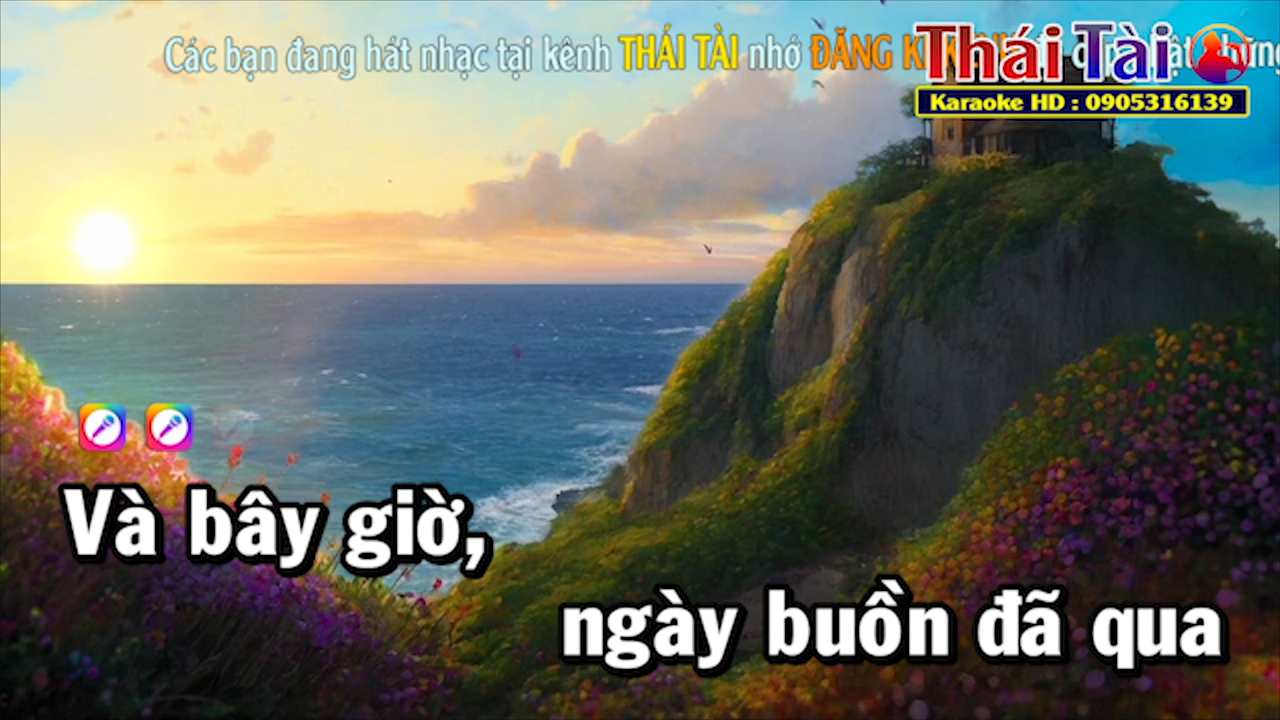 Các bạn đang hát nhạc tại kênh THÁI TÀI nhớ ĐĂNG
Thái Tài
Karaoke HD : 0905316139
Và bây giờ,
ngày buồn đã qua